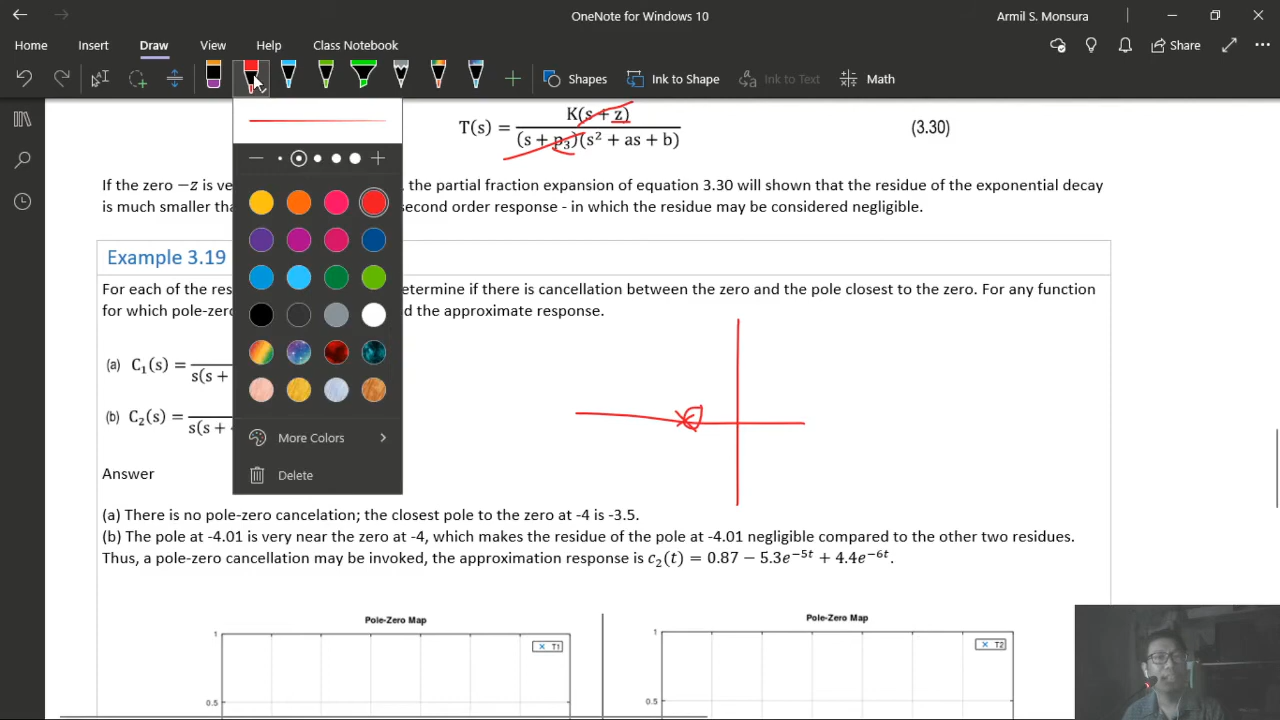 OneNote for Windows 10
Armil S. Monsura
Home Insert Draw View Help Class Notebook
Share
Shapes Ink to Shape Ink to Text Math
T(s) = K(s + z) / (s + p₃)(s² + as + b) (3.30)
If the zero −z is ve , the partial fraction expansion of equation 3.30 will shown that the residue of the exponential decay
is much smaller tha second order response - in which the residue may be considered negligible.
Example 3.19
For each of the res etermine if there is cancellation between the zero and the pole closest to the zero. For any function
for which pole-zero d the approximate response.
(a) C₁(s) = s(s +
(b) C₂(s) = s(s +
More Colors
Delete
Answer
(a) There is no pole-zero cancelation; the closest pole to the zero at -4 is -3.5.
(b) The pole at -4.01 is very near the zero at -4, which makes the residue of the pole at -4.01 negligible compared to the other two residues.
Thus, a pole-zero cancellation may be invoked, the approximation response is c₂(t) = 0.87 − 5.3e⁻⁵ᵗ + 4.4e⁻⁶ᵗ.
Pole-Zero Map
1
T1
0.5
Pole-Zero Map
1
T2
0.5